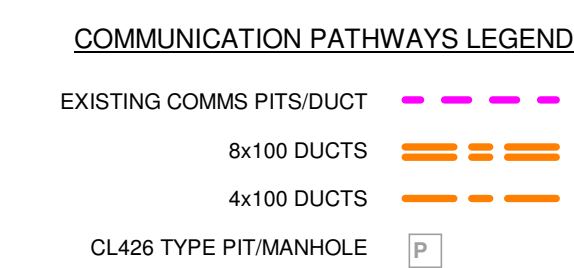 COMMUNICATION PATHWAYS LEGEND
EXISTING COMMS PITS/DUCT
8x100 DUCTS
4x100 DUCTS
CL426 TYPE PIT/MANHOLE P